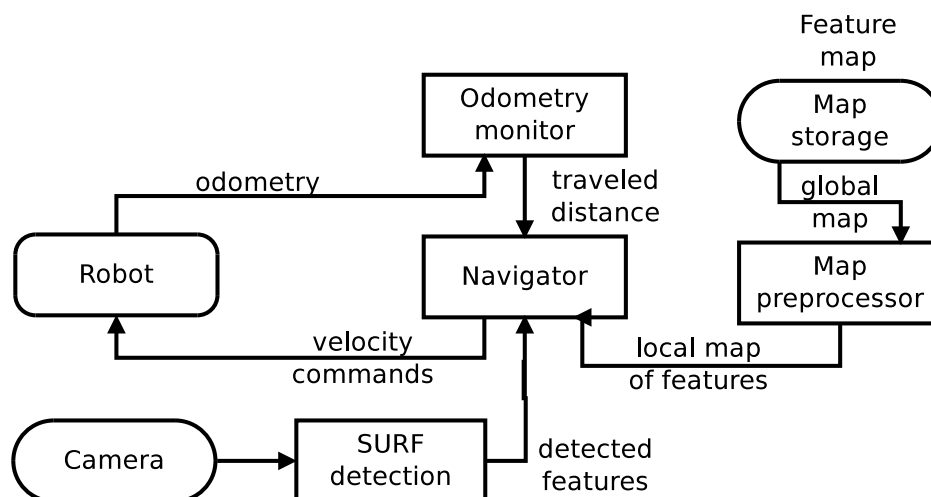 Feature
map
Odometry
monitor
Map
storage
odometry
traveled
distance
global
map
Robot
Navigator
Map
preprocessor
velocity
commands
local map
of features
Camera
SURF
detection
detected
features